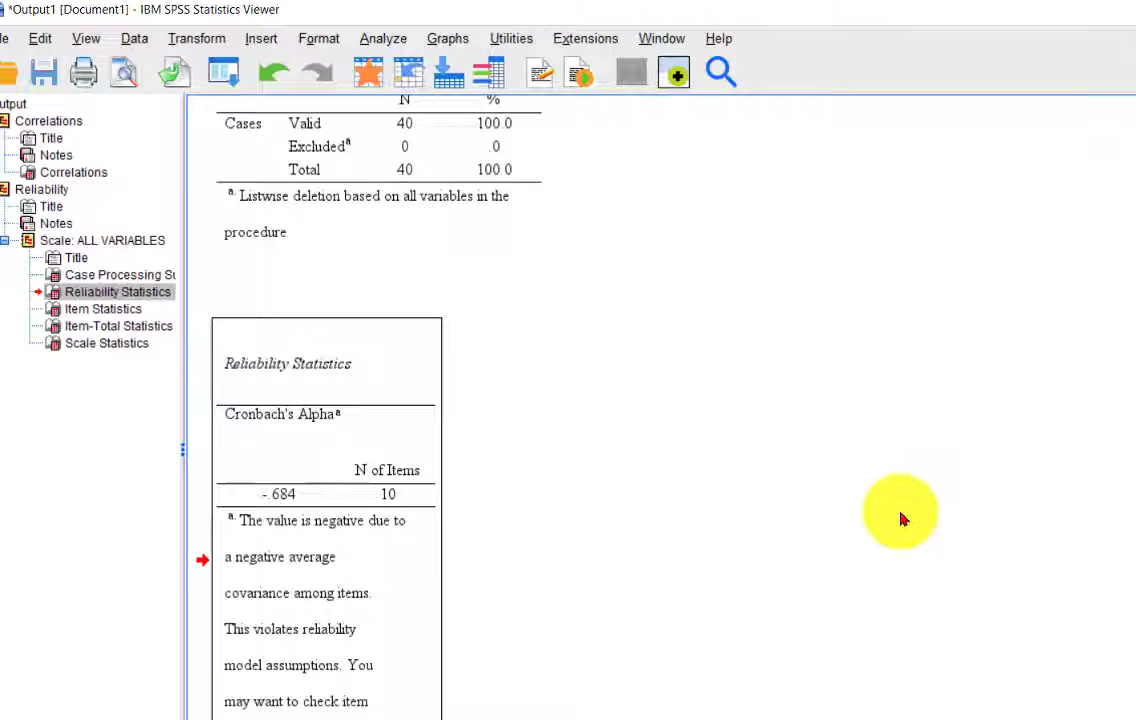 *Output1 [Document1] - IBM SPSS Statistics Viewer
Edit View Data Transform Insert Format Analyze Graphs Utilities Extensions Window Help
Correlations
Title
Notes
Correlations
Reliability
Title
Notes
Scale: ALL VARIABLES
Title
Case Processing Su
Reliability Statistics
Item Statistics
Item-Total Statistics
Scale Statistics
N %
Cases Valid 40 100.0
Excludedᵃ 0 .0
Total 40 100.0
a. Listwise deletion based on all variables in the
procedure.
Reliability Statistics
Cronbach's Alphaᵃ
N of Items
-.684 10
a. The value is negative due to
a negative average
covariance among items.
This violates reliability
model assumptions. You
may want to check item